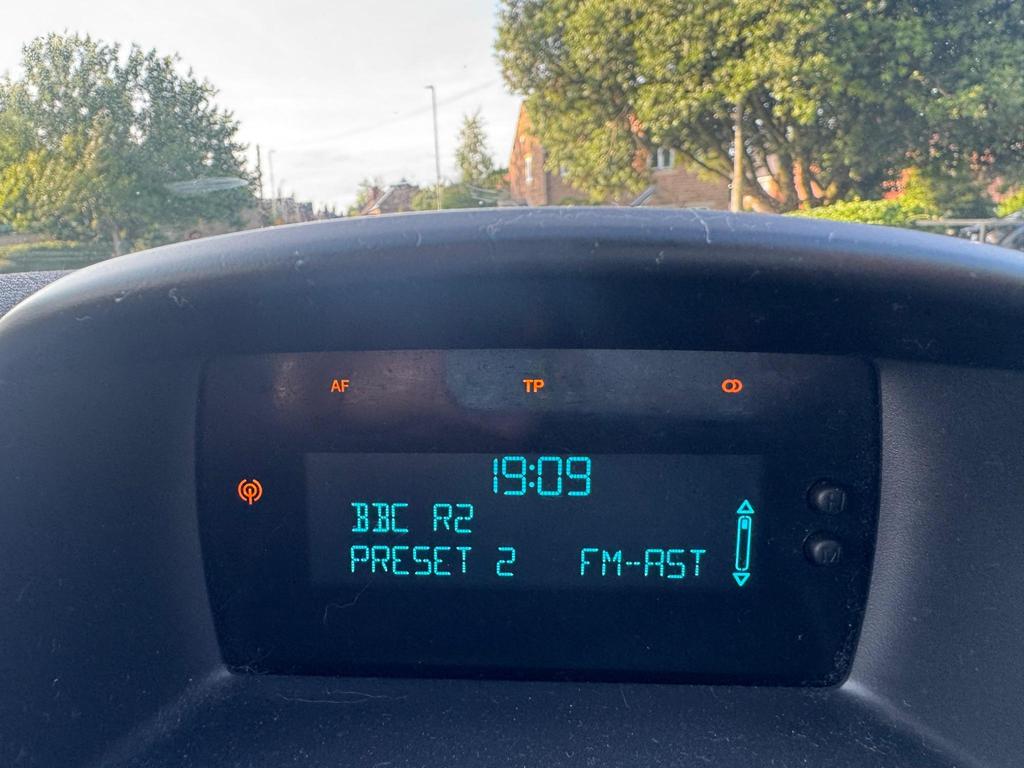 AF TP
19:09
BBC R2
PRESET 2 FM-AST